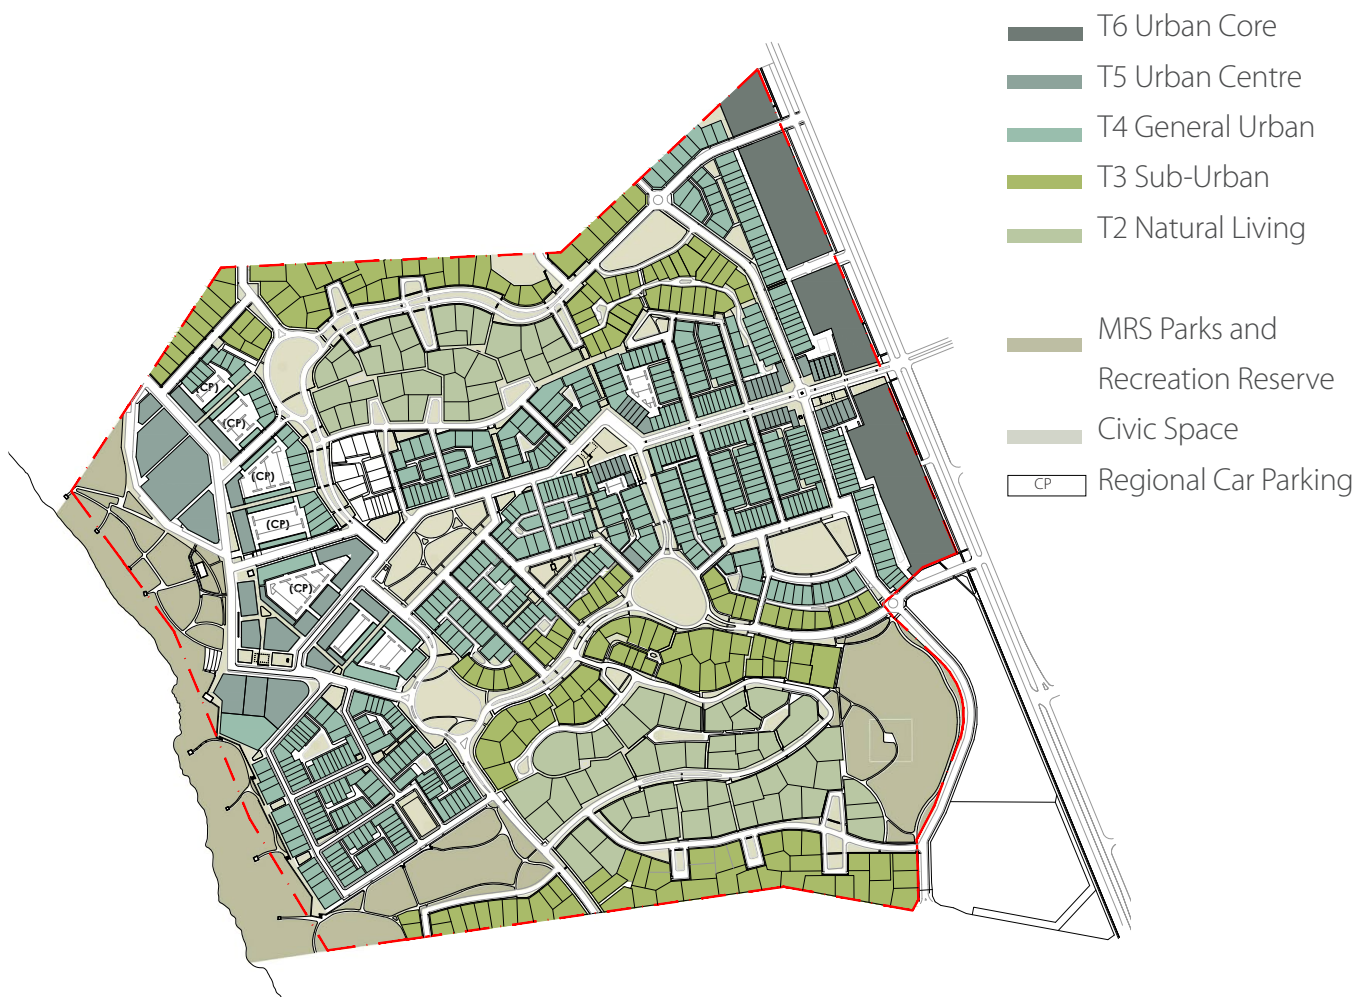 T6 Urban Core
T5 Urban Centre
T4 General Urban
T3 Sub-Urban
T2 Natural Living
MRS Parks and
Recreation Reserve
Civic Space
CP Regional Car Parking
(CP)
(CP)
(CP)
(CP)
(CP)